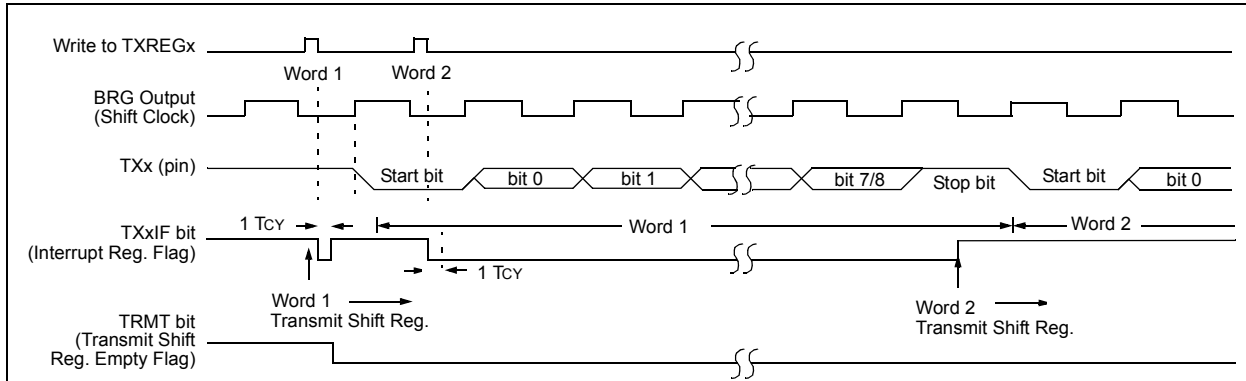 Write to TXREGx
Word 1 Word 2
BRG Output
(Shift Clock)
TXx (pin)
Start bit bit 0 bit 1 bit 7/8 Stop bit Start bit bit 0
1 TCY
TXxIF bit
(Interrupt Reg. Flag)
Word 1 Word 2
1 TCY
Word 1
Transmit Shift Reg.
Word 2
Transmit Shift Reg.
TRMT bit
(Transmit Shift
Reg. Empty Flag)